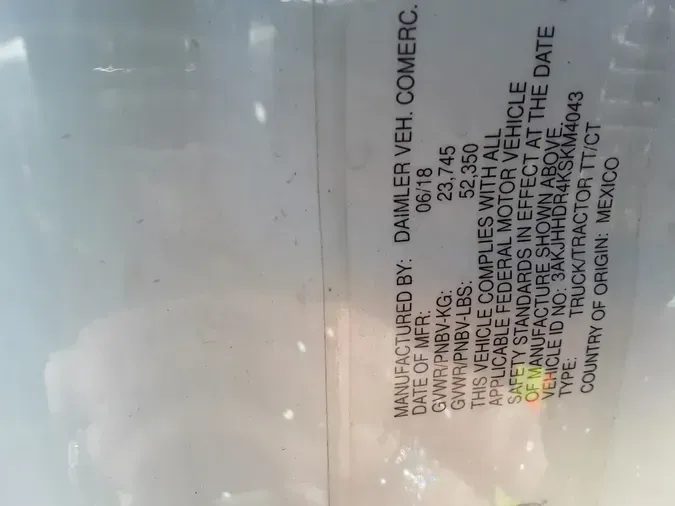 MANUFACTURED BY: DAIMLER VEH. COMERC.
DATE OF MFR: 06/18
GVWR/PNBV-KG: 23,745
GVWR/PNBV-LBS: 52,350
THIS VEHICLE COMPLIES WITH ALL
APPLICABLE FEDERAL MOTOR VEHICLE
SAFETY STANDARDS IN EFFECT AT THE DATE
OF MANUFACTURE SHOWN ABOVE.
VEHICLE ID NO: 3AKJHHDR4KSKM4043
TYPE: TRUCK/TRACTOR TT/CT
COUNTRY OF ORIGIN: MEXICO